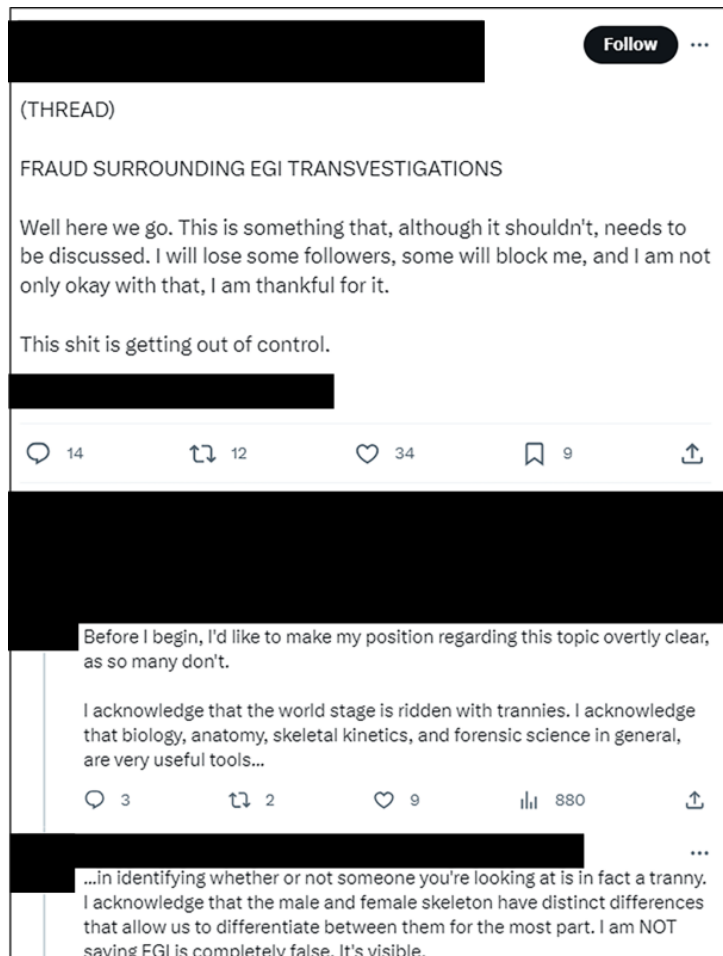 Follow
(THREAD)
FRAUD SURROUNDING EGI TRANSVESTIGATIONS
Well here we go. This is something that, although it shouldn't, needs to
be discussed. I will lose some followers, some will block me, and I am not
only okay with that, I am thankful for it.
This shit is getting out of control.
14 12 34 9
Before I begin, I'd like to make my position regarding this topic overtly clear,
as so many don't.
I acknowledge that the world stage is ridden with trannies. I acknowledge
that biology, anatomy, skeletal kinetics, and forensic science in general,
are very useful tools...
3 2 9 880
...in identifying whether or not someone you're looking at is in fact a tranny.
I acknowledge that the male and female skeleton have distinct differences
that allow us to differentiate between them for the most part. I am NOT
saying EGI is completely false. It's visible.